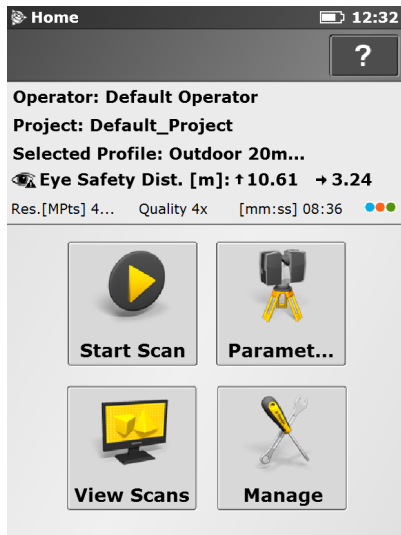 Home 12:32
?
Operator: Default Operator
Project: Default_Project
Selected Profile: Outdoor 20m...
Eye Safety Dist. [m]: ↑10.61 →3.24
Res.[MPts] 4... Quality 4x [mm:ss] 08:36
Start Scan Paramet...
View Scans Manage